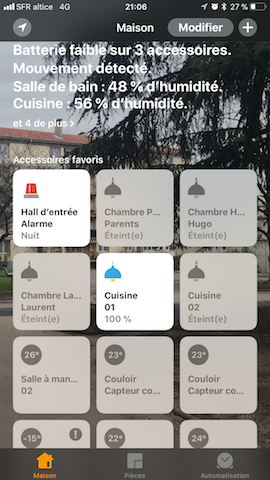 SFR altice 4G 21:06 27 %
Maison Modifier
Batterie faible sur 3 accessoires.
Mouvement détecté.
Salle de bain : 48 % d'humidité.
Cuisine : 56 % d'humidité.
et 4 de plus >
Accessoires favoris
Hall d'entrée
Alarme
Nuit
Chambre P...
Parents
Éteint(e)
Chambre H...
Hugo
Éteint(e)
Chambre La...
Laurent
Éteint(e)
Cuisine
01
100 %
Cuisine
02
Éteint(e)
26°
Salle à man...
02
23°
Couloir
Capteur co...
23°
Couloir
Capteur co...
-15°
22°
24°
Maison Pièces Automatisation